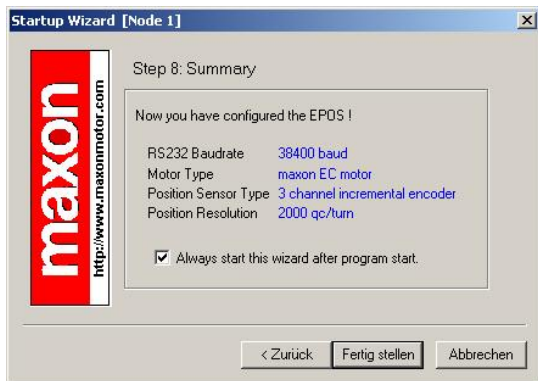 Startup Wizard [Node 1]
maxon
http://www.maxonmotor.com
Step 8: Summary
Now you have configured the EPOS !
RS232 Baudrate 38400 baud
Motor Type maxon EC motor
Position Sensor Type 3 channel incremental encoder
Position Resolution 2000 qc/turn
Always start this wizard after program start.
< Zurück Fertig stellen Abbrechen